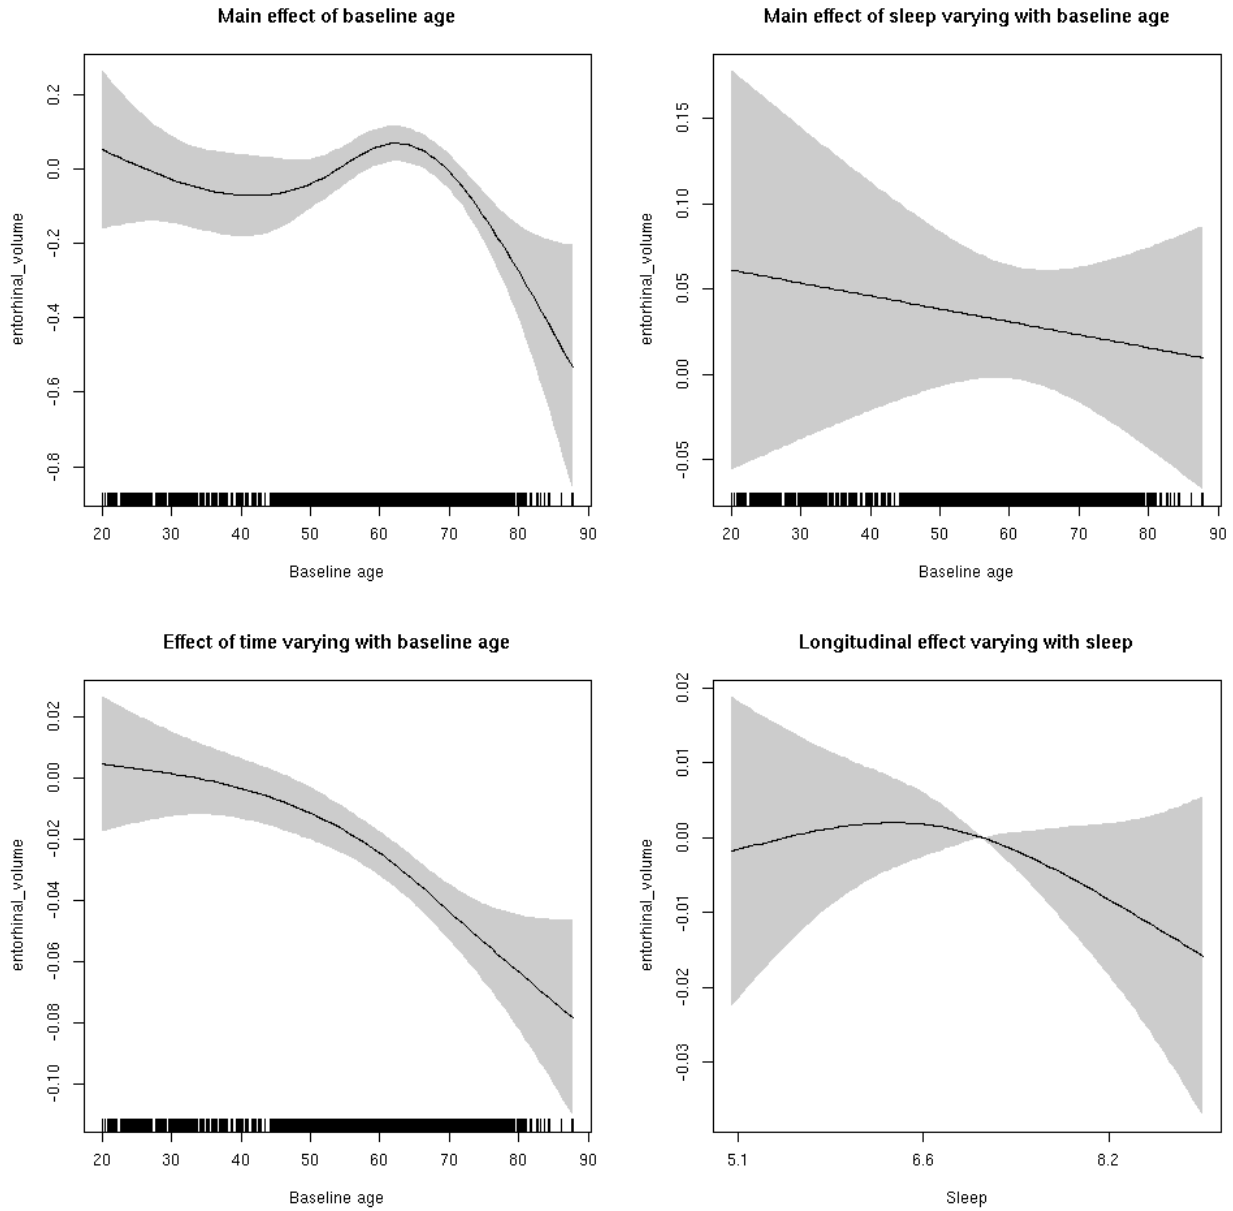 Main effect of baseline age
entorhinal_volume
0.2
0.0
-0.2
-0.4
-0.6
-0.8
20 30 40 50 60 70 80 90
Baseline age
Main effect of sleep varying with baseline age
entorhinal_volume
0.15
0.10
0.05
0.00
-0.05
20 30 40 50 60 70 80 90
Baseline age
Effect of time varying with baseline age
entorhinal_volume
0.02
0.00
-0.02
-0.04
-0.06
-0.08
-0.10
20 30 40 50 60 70 80 90
Baseline age
Longitudinal effect varying with sleep
entorhinal_volume
0.02
0.01
0.00
-0.01
-0.02
-0.03
5.1 6.6 8.2
Sleep